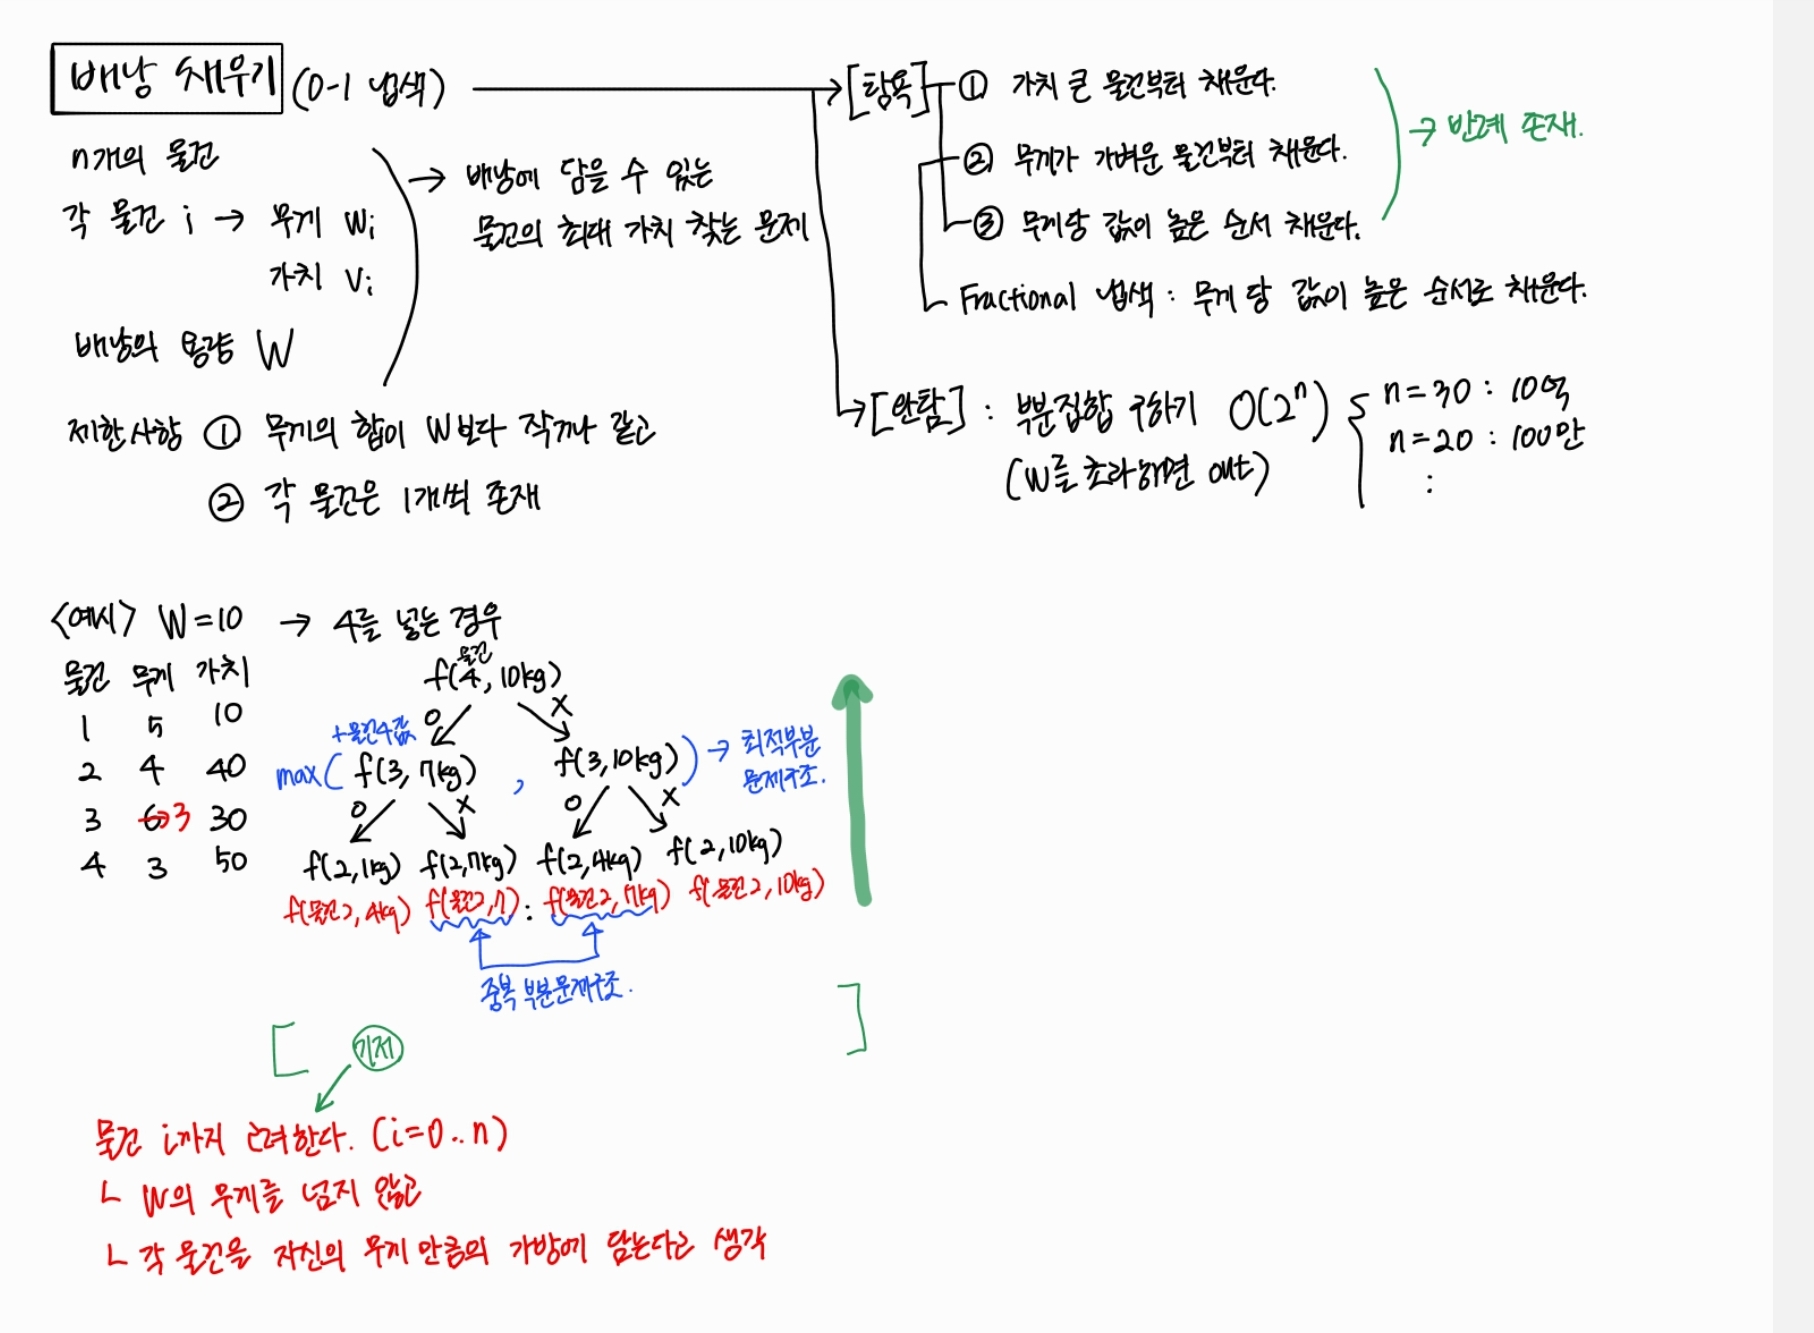 배낭 채우기 (0-1 냅색)
n개의 물건
각 물건 i → 무게 Wi
가치 Vi
배낭의 용량 W
→ 배낭에 담을 수 있는
물건의 최대 가치 찾는 문제
제한사항 ① 무게의 합이 W보다 작거나 같고
② 각 물건은 1개씩 존재
→ [탐욕] ① 가치 큰 물건부터 채운다.
② 무게가 가벼운 물건부터 채운다.
③ 무게당 값이 높은 순서 채운다.
→ 반례 존재.
Fractional 냅색 : 무게 당 값이 높은 순서로 채운다.
→ [완탐] : 부분집합 구하기 O(2ⁿ)
(W를 초과하면 out)
n=30 : 10억
n=20 : 100만
:
<예시> W=10 → 4를 넣는 경우
물건 무게 가치
1 5 10
2 4 40
3 6→3 30
4 3 50
물건
f(4, 10kg)
O X
+물건4값
max( f(3, 7kg) , f(3, 10kg) ) → 최적부분
문제구조.
O X O X
f(2, 1kg) f(2, 7kg) f(2, 4kg) f(2, 10kg)
f(물건2, 4kg) f(물건2, 7) : f(물건2, 7kg) f(물건2, 10kg)
중복 부분문제구조.
[ 기저 ]
물건 i까지 고려한다. (i=0..n)
ㄴ W의 무게를 넘지 않고
ㄴ 각 물건을 자신의 무게 만큼의 가방에 담는다고 생각